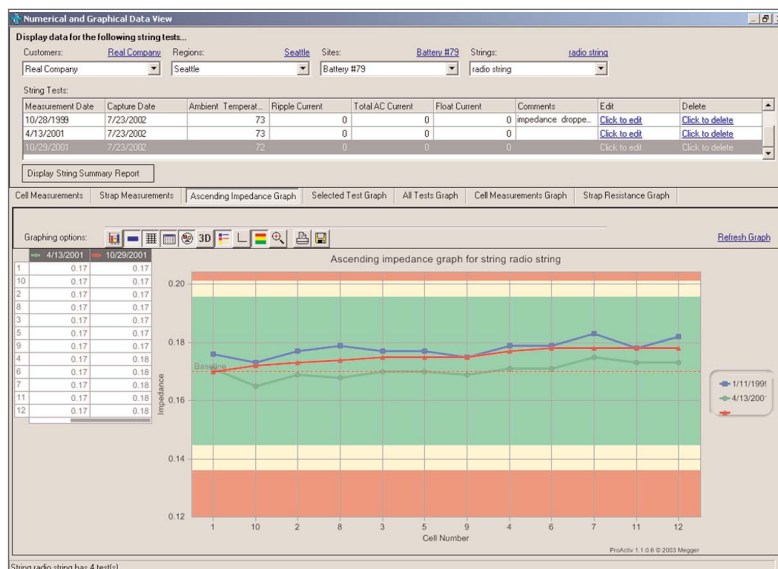 Numerical and Graphical Data View
Display data for the following string tests...
Customers: Real Company Regions: Seattle Sites: Battery #79 Strings: radio string
Real Company Seattle Battery #79 radio string
String Tests:
Measurement Date Capture Date Ambient Temperat... Ripple Current Total AC Current Float Current Comments Edit Delete
10/28/1999 7/23/2002 73 0 0 0 impedance droppe... Click to edit Click to delete
4/13/2001 7/23/2002 73 0 0 0 Click to edit Click to delete
10/29/2001 7/23/2002 72 0 0 0 Click to edit Click to delete
Display String Summary Report
Cell Measurements Strap Measurements Ascending Impedance Graph Selected Test Graph All Tests Graph Cell Measurements Graph Strap Resistance Graph
Graphing options: 3D Refresh Graph
4/13/2001 10/29/2001
1 0.17 0.17
10 0.17 0.17
2 0.17 0.17
8 0.17 0.17
3 0.17 0.17
5 0.17 0.17
9 0.17 0.17
4 0.17 0.18
6 0.17 0.18
7 0.17 0.18
11 0.17 0.18
12 0.17 0.18
Ascending impedance graph for string radio string
0.20
0.18
0.16
0.14
0.12
Impedance
Baseline
1 10 2 8 3 5 9 4 6 7 11 12
Cell Number
1/11/199
4/13/200
ProActiv 1.1.0.6 © 2003 Megger
String radio string has 4 test(s)